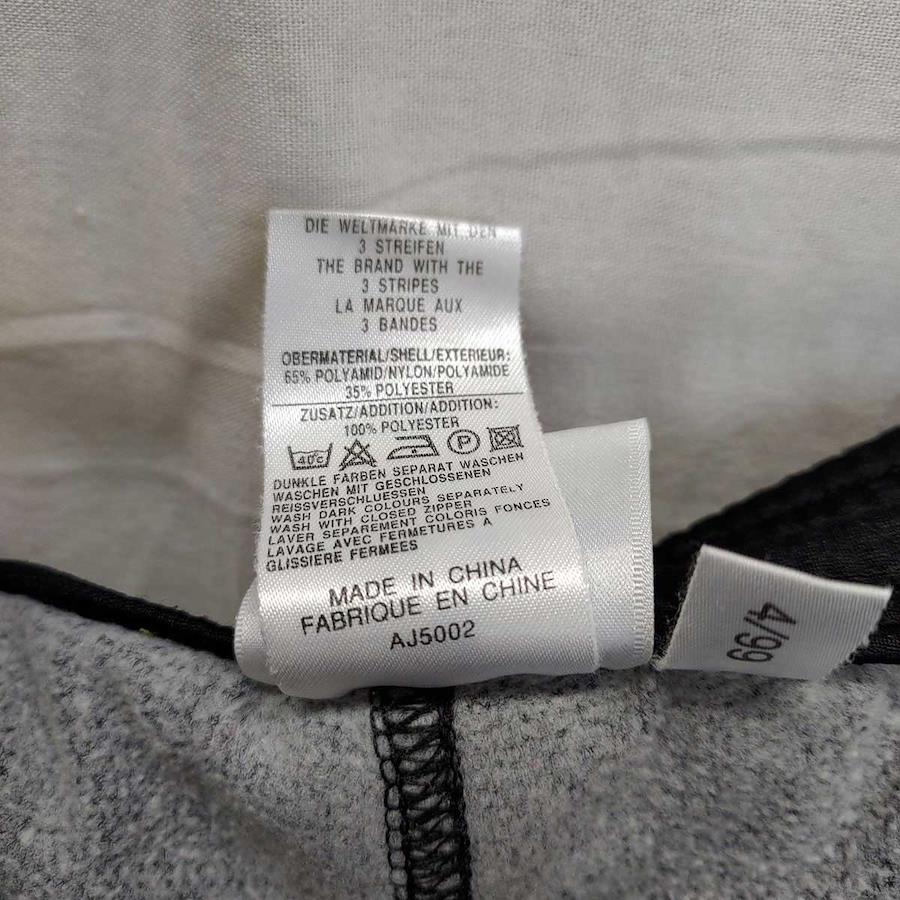 DIE WELTMARKE MIT DEN
3 STREIFEN
THE BRAND WITH THE
3 STRIPES
LA MARQUE AUX
3 BANDES
OBERMATERIAL/SHELL/EXTERIEUR:
65% POLYAMID/NYLON/POLYAMIDE
35% POLYESTER
ZUSATZ/ADDITION/ADDITION:
100% POLYESTER
40°C P
DUNKLE FARBEN SEPARAT WASCHEN
WASCHEN MIT GESCHLOSSENEN
REISSVERSCHLUESSEN
WASH DARK COLOURS SEPARATELY
WASH WITH CLOSED ZIPPER
LAVER SEPAREMENT COLORIS FONCES
LAVAGE AVEC FERMETURES A
GLISSIERE FERMEES
MADE IN CHINA
FABRIQUE EN CHINE
AJ5002
4/99